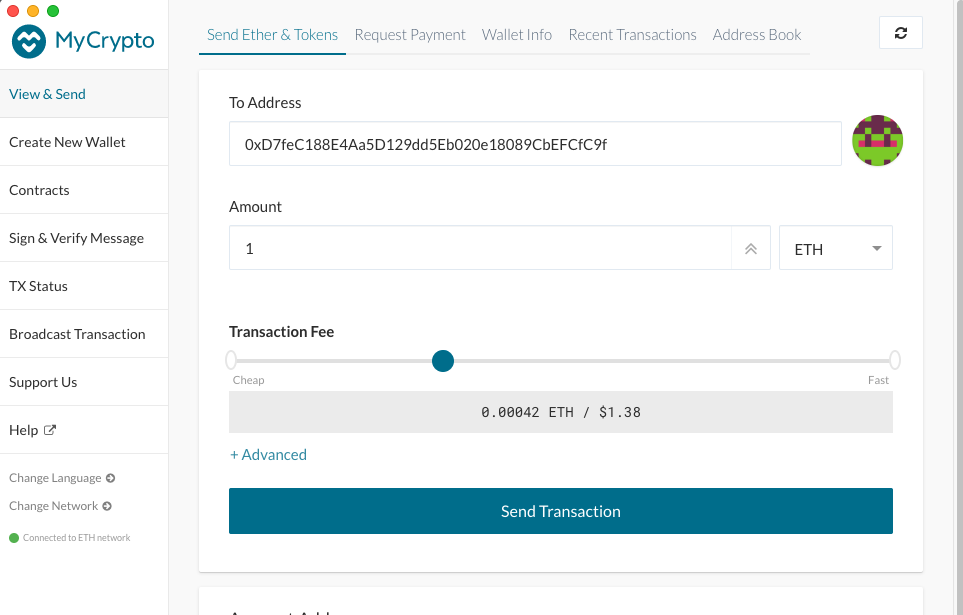 MyCrypto
View & Send
Create New Wallet
Contracts
Sign & Verify Message
TX Status
Broadcast Transaction
Support Us
Help
Change Language
Change Network
Connected to ETH network
Send Ether & Tokens
Request Payment
Wallet Info
Recent Transactions
Address Book
To Address
0xD7feC188E4Aa5D129dd5Eb020e18089CbEFCfC9f
Amount
1
ETH
Transaction Fee
Cheap
Fast
0.00042 ETH / $1.38
+ Advanced
Send Transaction